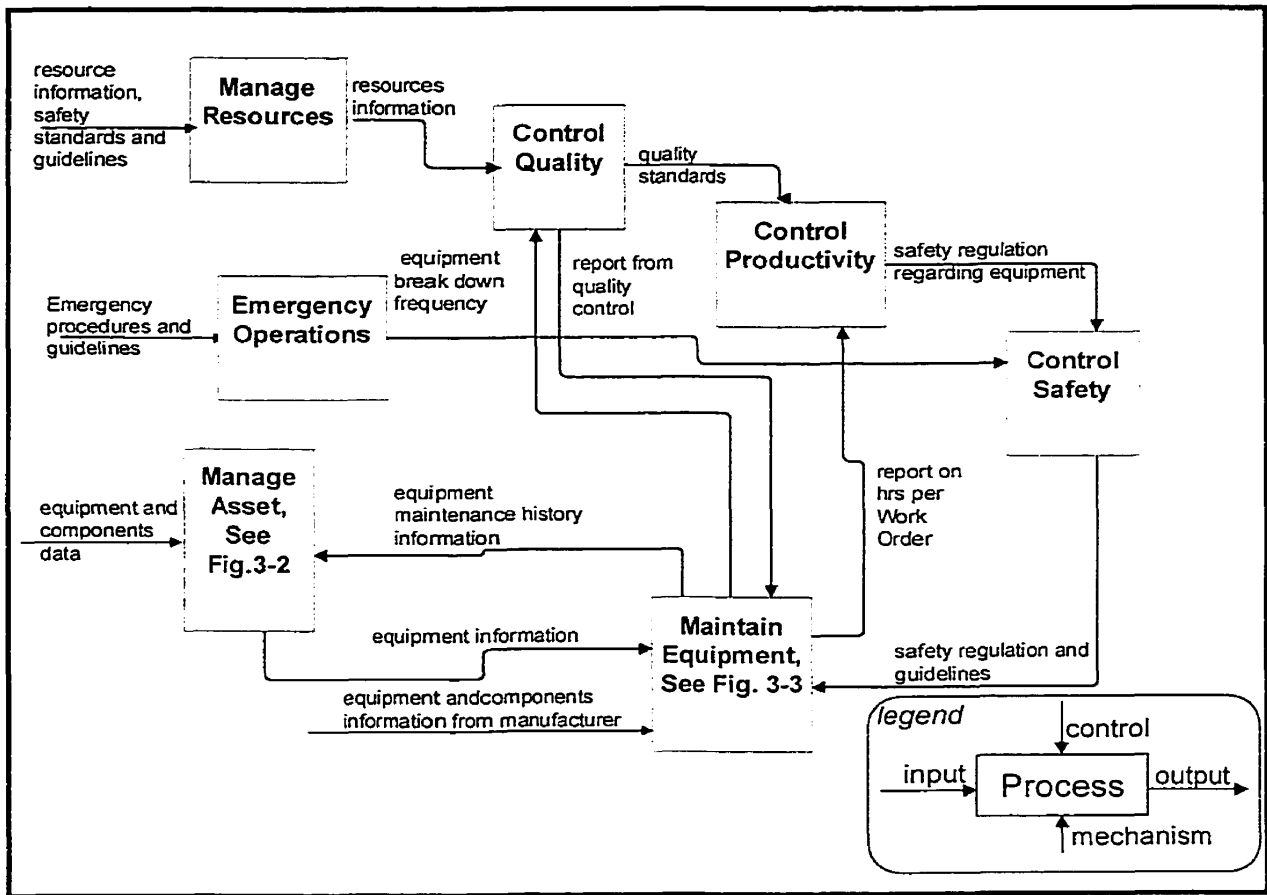 resource
information,
safety
standards and
guidelines
Manage
Resources
resources
information
Control
Quality
quality
standards
Control
Productivity
safety regulation
regarding equipment
Control
Safety
Emergency
procedures and
guidelines
Emergency
Operations
equipment
break down
frequency
report from
quality
control
equipment and
components
data
Manage
Asset,
See
Fig.3-2
equipment
maintenance history
information
report on
hrs per
Work
Order
equipment information
Maintain
Equipment,
See Fig. 3-3
safety regulation and
guidelines
equipment andcomponents
information from manufacturer
legend
control
input
Process
output
mechanism